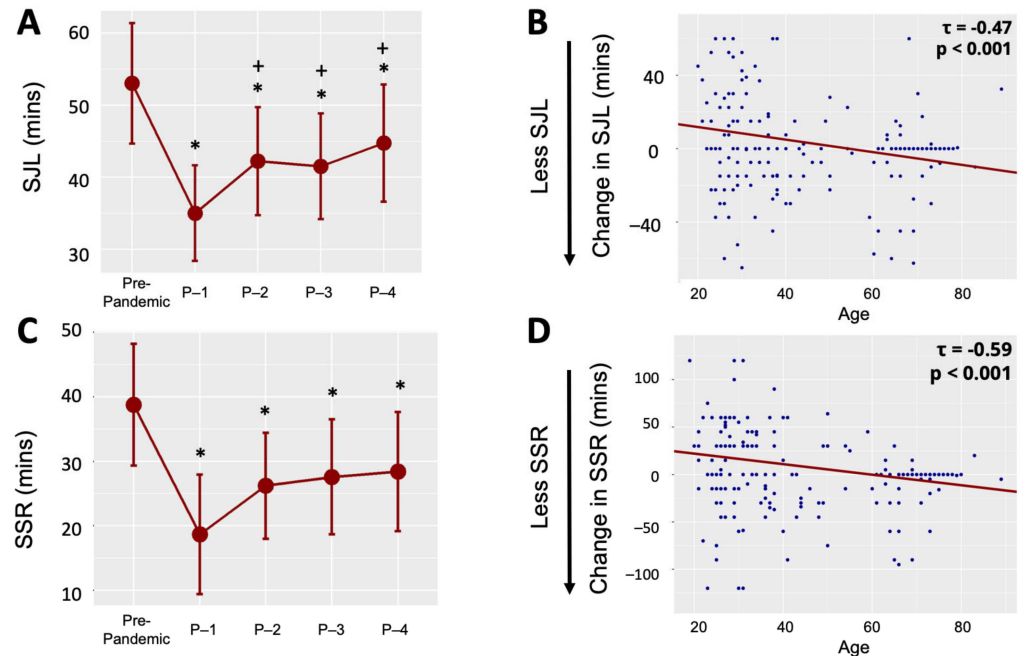 A
SJL (mins)
60
50
40
30
+
*
+
*
+
*
*
Pre-
Pandemic
P–1
P–2
P–3
P–4
B
Less SJL
Change in SJL (mins)
40
0
–40
τ = -0.47
p < 0.001
20
40
60
80
Age
C
SSR (mins)
50
40
30
20
10
*
*
*
*
Pre-
Pandemic
P–1
P–2
P–3
P–4
D
Less SSR
Change in SSR (mins)
100
50
0
–50
–100
τ = -0.59
p < 0.001
20
40
60
80
Age